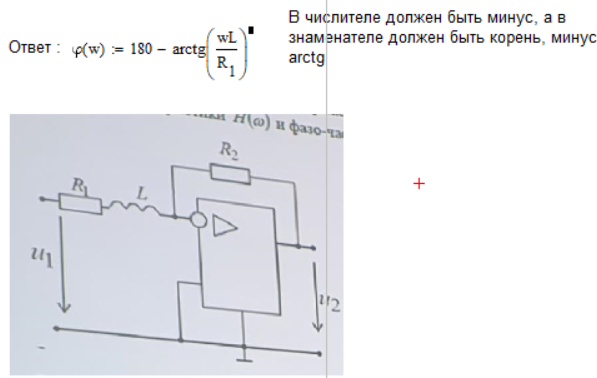 Ответ : φ(w) := 180 − arctg(wL/R1)
В числителе должен быть минус, а в
знаменателе должен быть корень, минус
arctg
H(ω) и фазо-ча
R2
R1 L
u1
u2